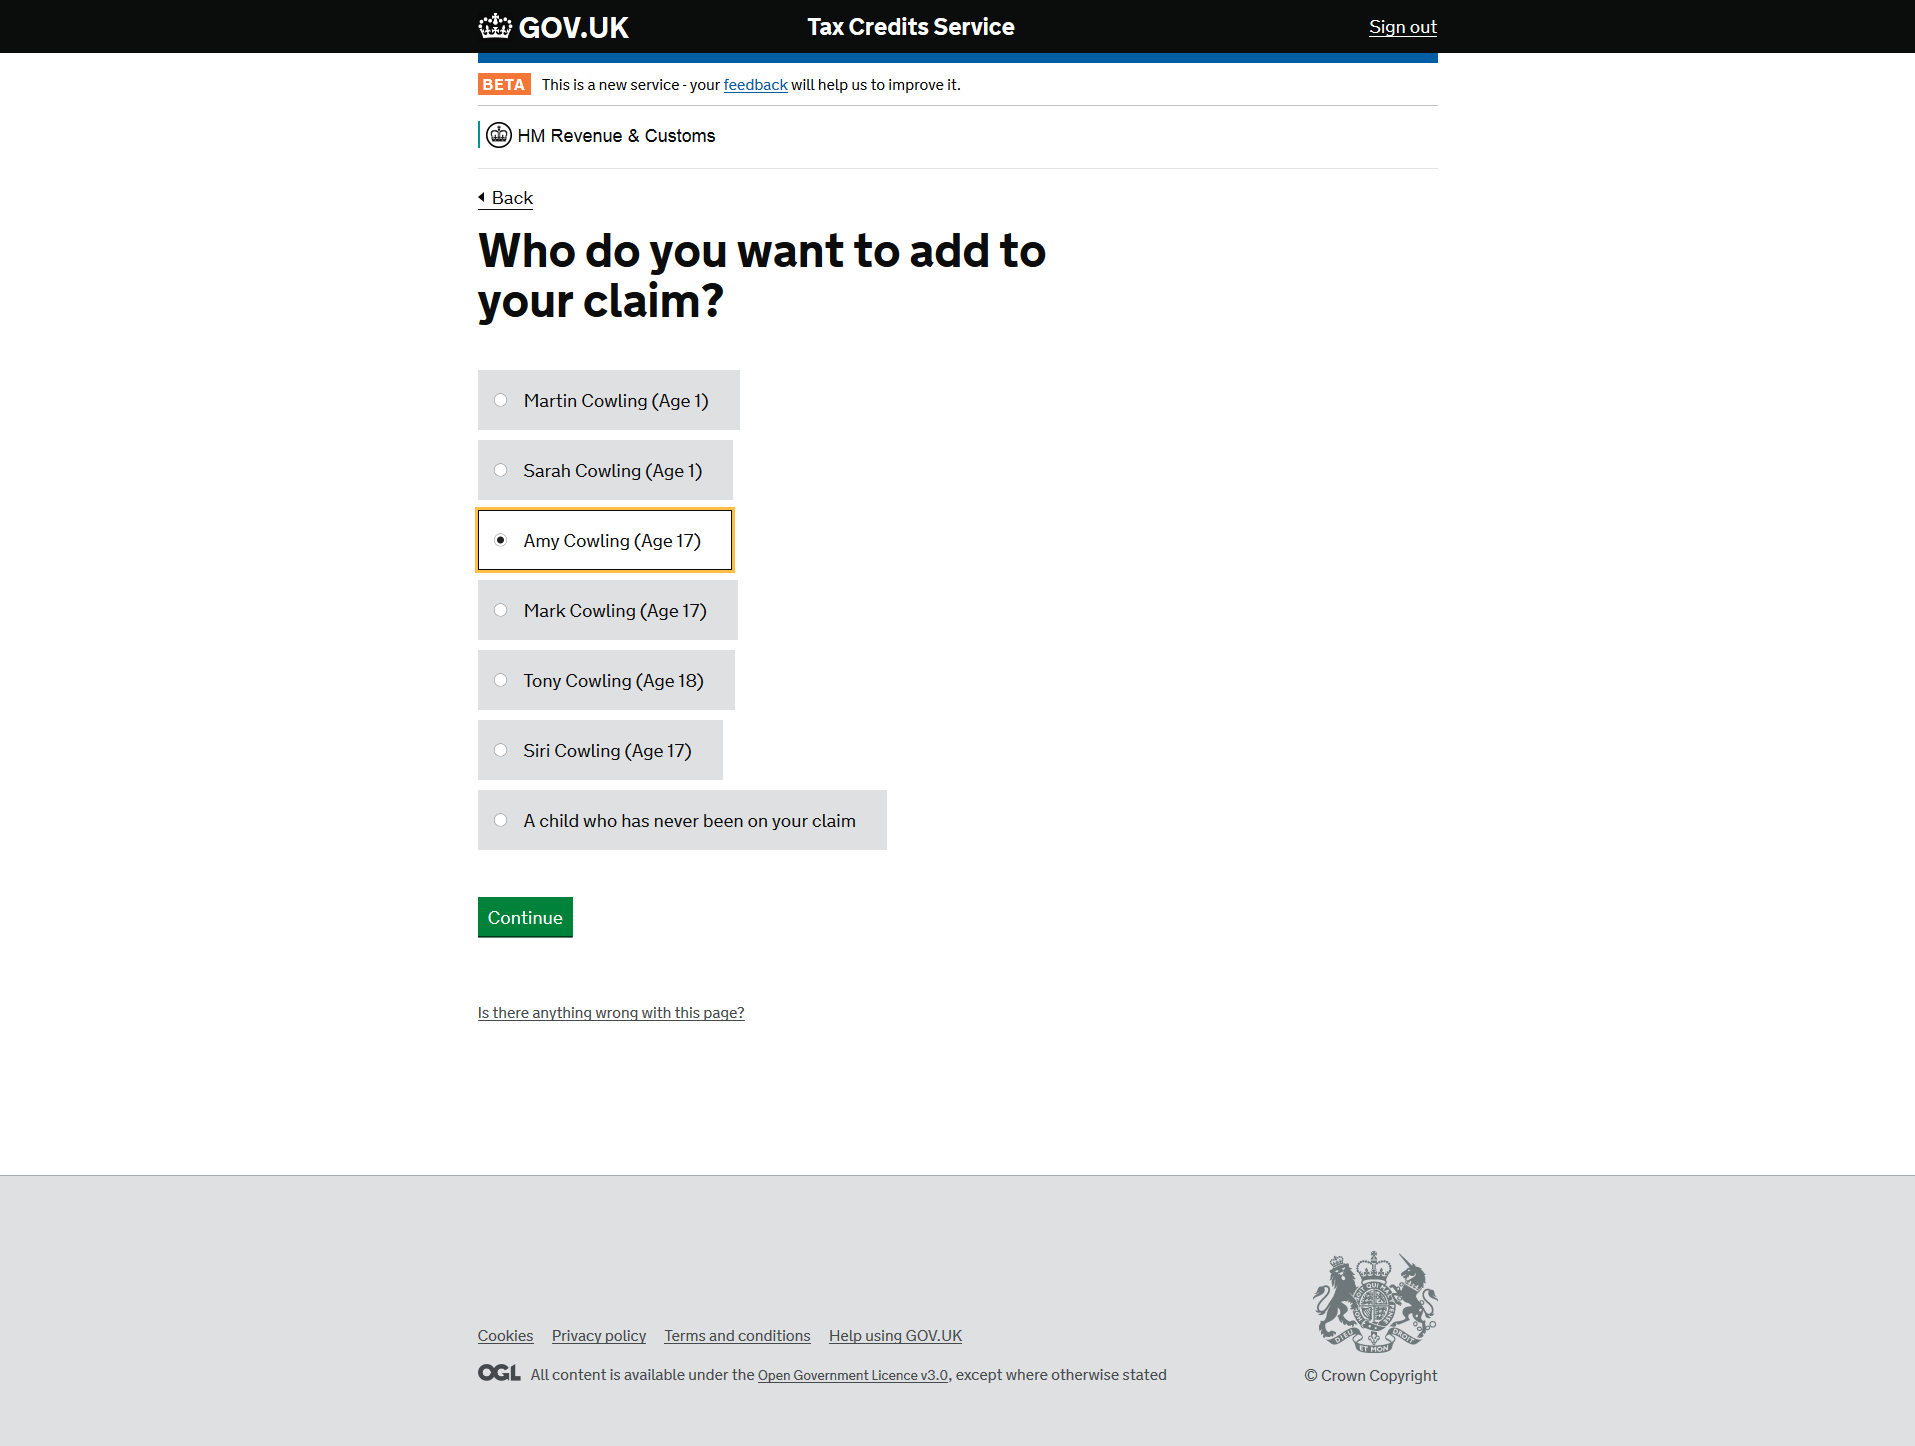 GOV.UK
Tax Credits Service
Sign out
BETA This is a new service - your feedback will help us to improve it.
HM Revenue & Customs
Back
Who do you want to add to
your claim?
Martin Cowling (Age 1)
Sarah Cowling (Age 1)
Amy Cowling (Age 17)
Mark Cowling (Age 17)
Tony Cowling (Age 18)
Siri Cowling (Age 17)
A child who has never been on your claim
Continue
Is there anything wrong with this page?
Cookies Privacy policy Terms and conditions Help using GOV.UK
OGL All content is available under the Open Government Licence v3.0, except where otherwise stated
DIEU ET MON DROIT
© Crown Copyright